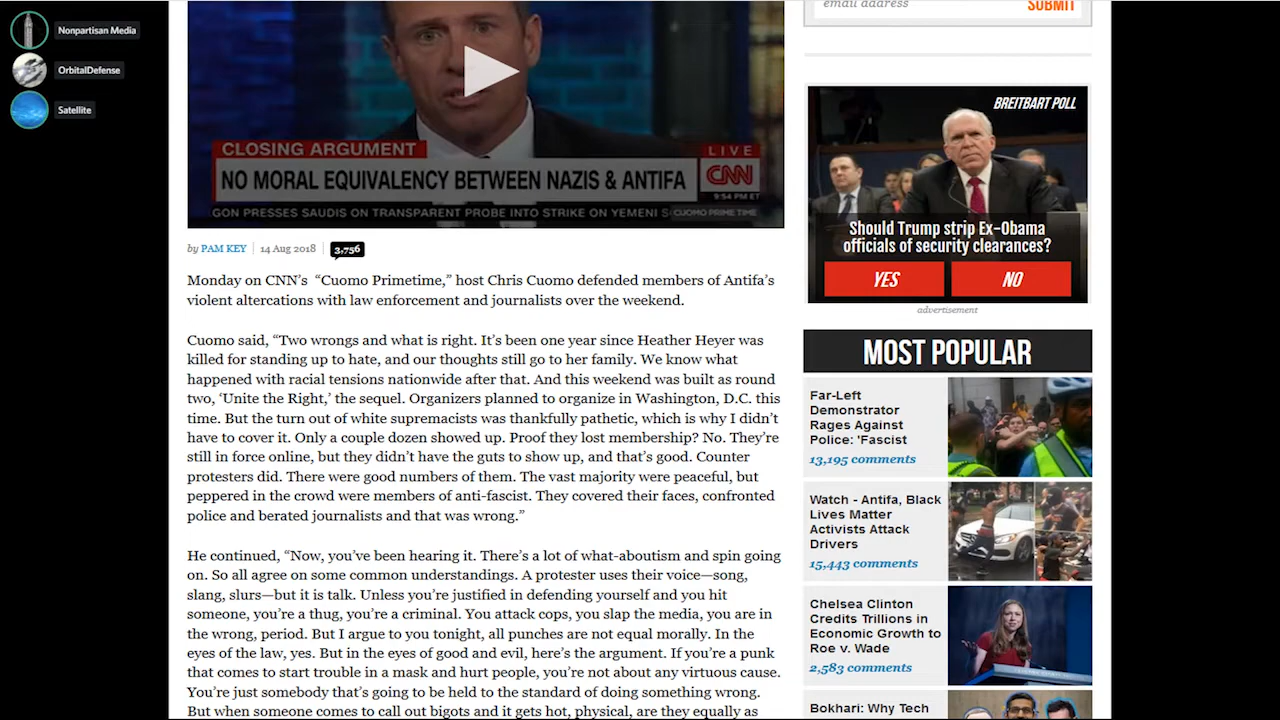 Nonpartisan Media
OrbitalDefense
Satellite
CLOSING ARGUMENT
LIVE
NO MORAL EQUIVALENCY BETWEEN NAZIS & ANTIFA
CNN
9:54 PM ET
GON PRESSES SAUDIS ON TRANSPARENT PROBE INTO STRIKE ON YEMENI S
CUOMO PRIME TIME
by PAM KEY 14 Aug 2018 3,756
Monday on CNN's “Cuomo Primetime,” host Chris Cuomo defended members of Antifa's
violent altercations with law enforcement and journalists over the weekend.
Cuomo said, “Two wrongs and what is right. It's been one year since Heather Heyer was
killed for standing up to hate, and our thoughts still go to her family. We know what
happened with racial tensions nationwide after that. And this weekend was built as round
two, ‘Unite the Right,’ the sequel. Organizers planned to organize in Washington, D.C. this
time. But the turn out of white supremacists was thankfully pathetic, which is why I didn't
have to cover it. Only a couple dozen showed up. Proof they lost membership? No. They're
still in force online, but they didn't have the guts to show up, and that's good. Counter
protesters did. There were good numbers of them. The vast majority were peaceful, but
peppered in the crowd were members of anti-fascist. They covered their faces, confronted
police and berated journalists and that was wrong.”
He continued, “Now, you've been hearing it. There's a lot of what-aboutism and spin going
on. So all agree on some common understandings. A protester uses their voice—song,
slang, slurs—but it is talk. Unless you're justified in defending yourself and you hit
someone, you're a thug, you're a criminal. You attack cops, you slap the media, you are in
the wrong, period. But I argue to you tonight, all punches are not equal morally. In the
eyes of the law, yes. But in the eyes of good and evil, here's the argument. If you're a punk
that comes to start trouble in a mask and hurt people, you're not about any virtuous cause.
You're just somebody that's going to be held to the standard of doing something wrong.
But when someone comes to call out bigots and it gets hot, physical, are they equally as
email address
SUBMIT
BREITBART POLL
Should Trump strip Ex-Obama
officials of security clearances?
YES
NO
advertisement
MOST POPULAR
Far-Left
Demonstrator
Rages Against
Police: 'Fascist
13,195 comments
Watch - Antifa, Black
Lives Matter
Activists Attack
Drivers
15,443 comments
Chelsea Clinton
Credits Trillions in
Economic Growth to
Roe v. Wade
2,583 comments
Bokhari: Why Tech